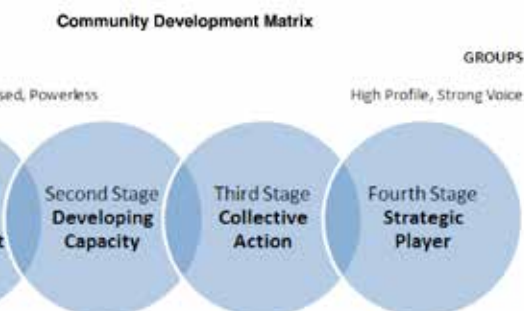 Community Development Matrix
GROUPS
Powerless
High Profile, Strong Voice
Second Stage
Developing
Capacity
Third Stage
Collective
Action
Fourth Stage
Strategic
Player